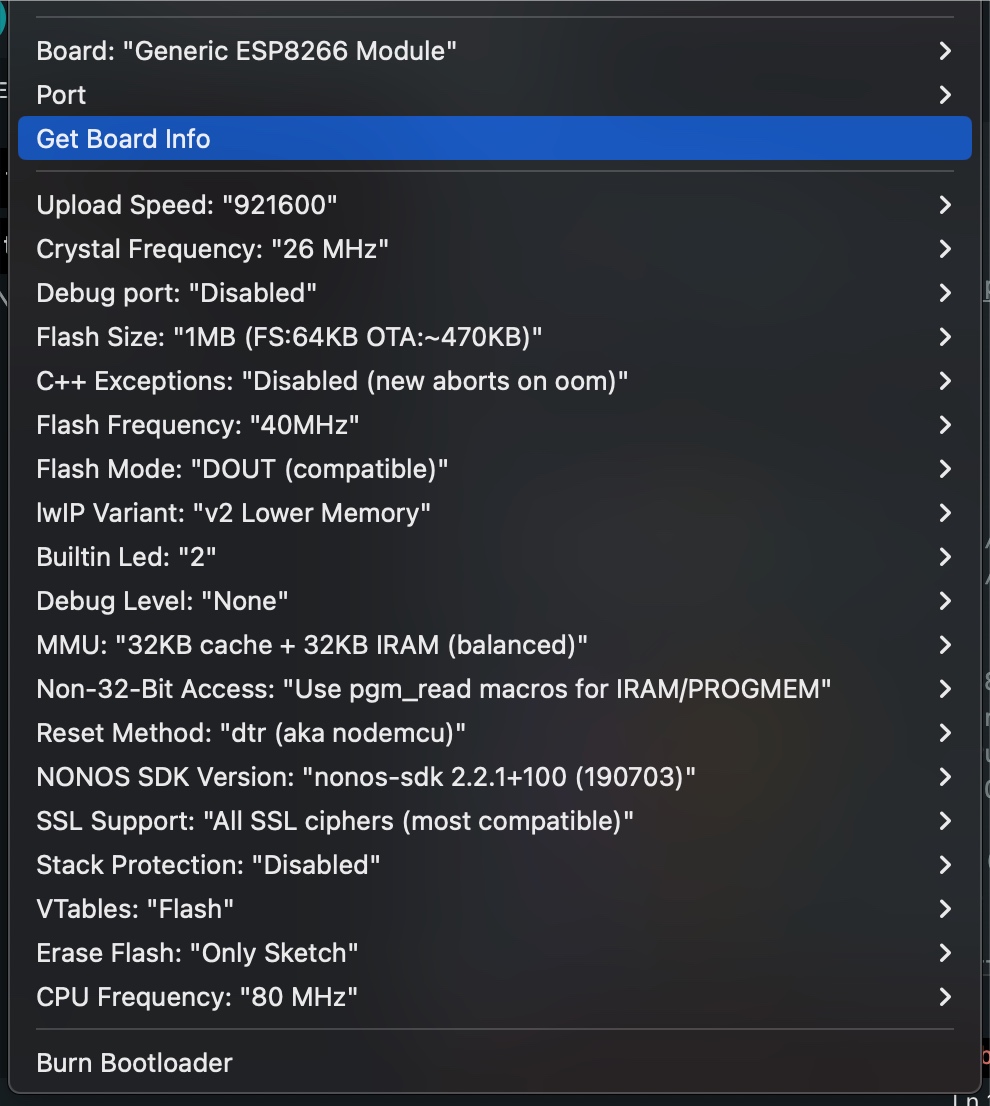 Board: "Generic ESP8266 Module"
Port
Get Board Info
Upload Speed: "921600"
Crystal Frequency: "26 MHz"
Debug port: "Disabled"
Flash Size: "1MB (FS:64KB OTA:~470KB)"
C++ Exceptions: "Disabled (new aborts on oom)"
Flash Frequency: "40MHz"
Flash Mode: "DOUT (compatible)"
lwIP Variant: "v2 Lower Memory"
Builtin Led: "2"
Debug Level: "None"
MMU: "32KB cache + 32KB IRAM (balanced)"
Non-32-Bit Access: "Use pgm_read macros for IRAM/PROGMEM"
Reset Method: "dtr (aka nodemcu)"
NONOS SDK Version: "nonos-sdk 2.2.1+100 (190703)"
SSL Support: "All SSL ciphers (most compatible)"
Stack Protection: "Disabled"
VTables: "Flash"
Erase Flash: "Only Sketch"
CPU Frequency: "80 MHz"
Burn Bootloader